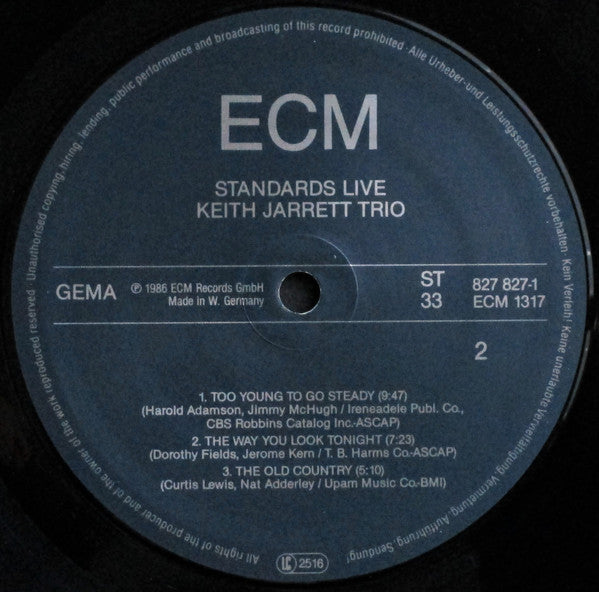 ECM
STANDARDS LIVE
KEITH JARRETT TRIO
GEMA
℗ 1986 ECM Records GmbH
Made in W. Germany
ST
33
827 827-1
ECM 1317
2
1. TOO YOUNG TO GO STEADY (9:47)
(Harold Adamson, Jimmy McHugh / Ireneadele Publ. Co.,
CBS Robbins Catalog Inc.-ASCAP)
2. THE WAY YOU LOOK TONIGHT (7:23)
(Dorothy Fields, Jerome Kern / T. B. Harms Co.-ASCAP)
3. THE OLD COUNTRY (5:10)
(Curtis Lewis, Nat Adderley / Upam Music Co.-BMI)
All rights of the producer and of the owner of the work reproduced reserved · Unauthorised copying, hiring, lending, public performance and broadcasting of this record prohibited · Alle Urheber- und Leistungsschutzrechte vorbehalten · Kein Verleih! Keine unerlaubte Vervielfältigung, Vermietung, Aufführung, Sendung!
LC 2516